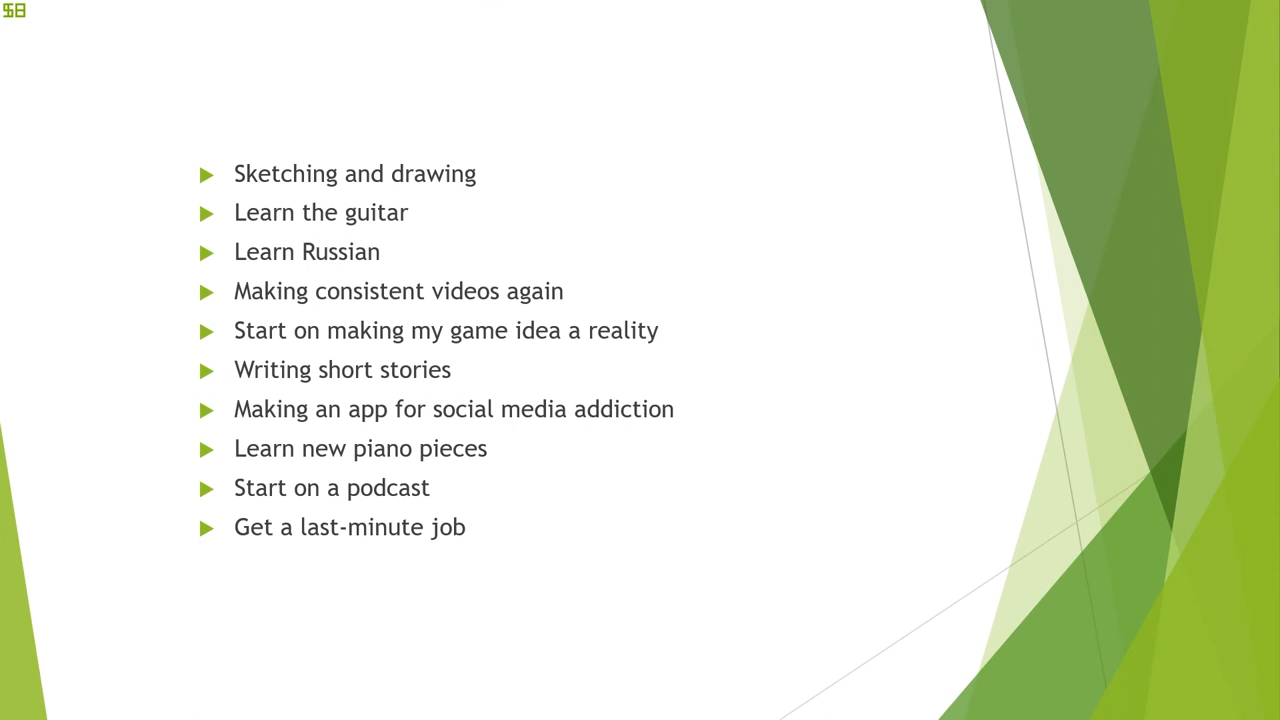 58
Sketching and drawing
Learn the guitar
Learn Russian
Making consistent videos again
Start on making my game idea a reality
Writing short stories
Making an app for social media addiction
Learn new piano pieces
Start on a podcast
Get a last-minute job